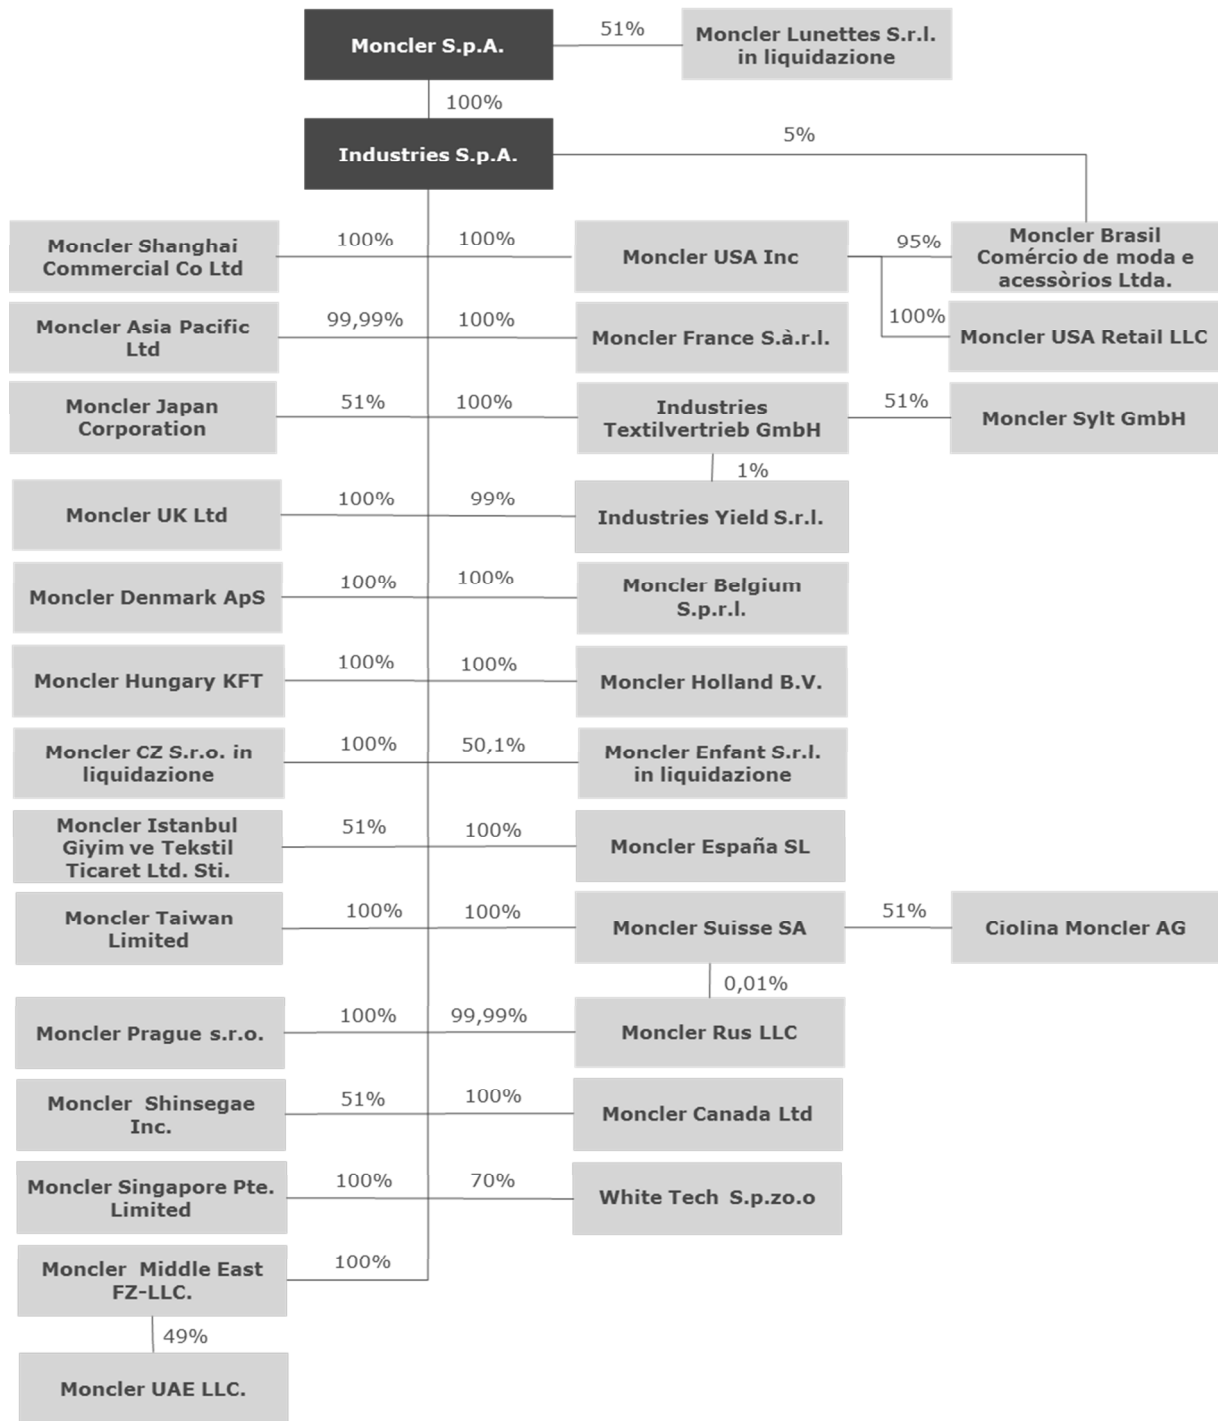 Moncler S.p.A.
51%
Moncler Lunettes S.r.l.
in liquidazione
100%
Industries S.p.A.
5%
Moncler Shanghai
Commercial Co Ltd
100%
100%
Moncler USA Inc
95%
Moncler Brasil
Comércio de moda e
acessòrios Ltda.
Moncler Asia Pacific
Ltd
99,99%
100%
Moncler France S.à.r.l.
100%
Moncler USA Retail LLC
Moncler Japan
Corporation
51%
100%
Industries
Textilvertrieb GmbH
51%
Moncler Sylt GmbH
1%
Moncler UK Ltd
100%
99%
Industries Yield S.r.l.
Moncler Denmark ApS
100%
100%
Moncler Belgium
S.p.r.l.
Moncler Hungary KFT
100%
100%
Moncler Holland B.V.
Moncler CZ S.r.o. in
liquidazione
100%
50,1%
Moncler Enfant S.r.l.
in liquidazione
Moncler Istanbul
Giyim ve Tekstil
Ticaret Ltd. Sti.
51%
100%
Moncler España SL
Moncler Taiwan
Limited
100%
100%
Moncler Suisse SA
51%
Ciolina Moncler AG
0,01%
Moncler Prague s.r.o.
100%
99,99%
Moncler Rus LLC
Moncler Shinsegae
Inc.
51%
100%
Moncler Canada Ltd
Moncler Singapore Pte.
Limited
100%
70%
White Tech S.p.zo.o
Moncler Middle East
FZ-LLC.
100%
49%
Moncler UAE LLC.